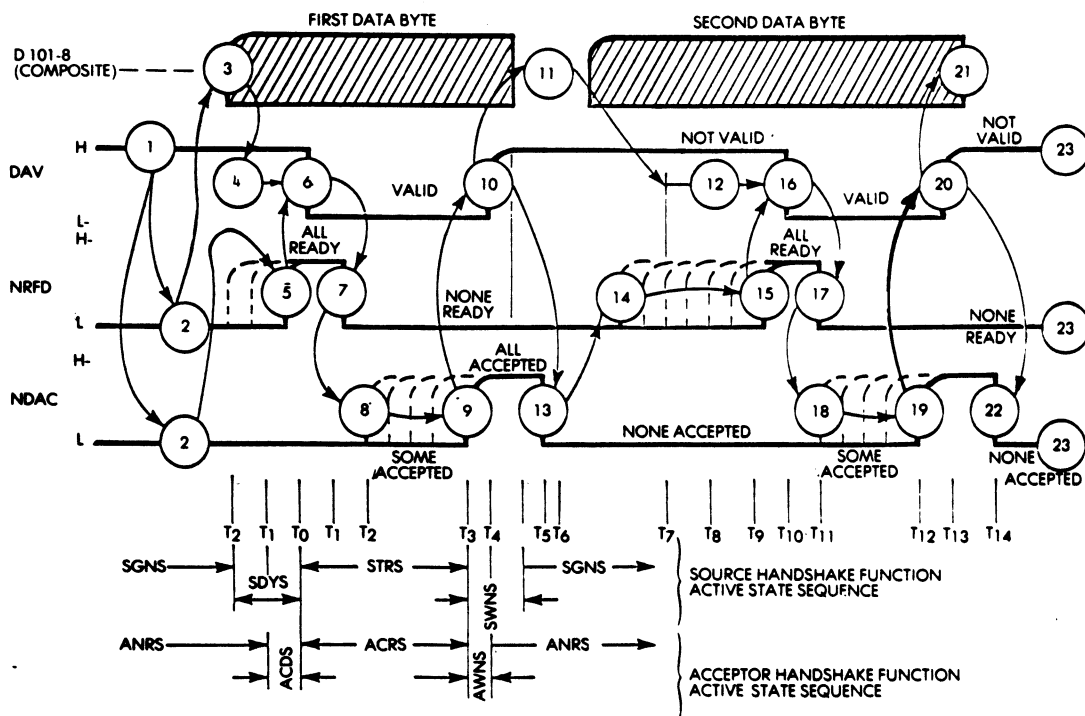 FIRST DATA BYTE
SECOND DATA BYTE
D 101-8
(COMPOSITE)
3
11
21
H
1
NOT VALID
NOT
VALID
23
DAV
4
6
VALID
10
12
16
VALID
20
L-
H-
ALL
READY
ALL
READY
NRFD
5
7
14
15
17
NONE
READY
L
2
NONE
READY
23
H-
ALL
ACCEPTED
NDAC
8
9
13
18
19
22
L
2
SOME
ACCEPTED
NONE ACCEPTED
SOME
ACCEPTED
NONE
ACCEPTED
23
T2 T1 T0 T1 T2 T3 T4 T5 T6 T7 T8 T9 T10 T11 T12 T13 T14
SGNS
SDYS
STRS
SWNS
SGNS
SOURCE HANDSHAKE FUNCTION
ACTIVE STATE SEQUENCE
ANRS
ACDS
ACRS
AWNS
ANRS
ACCEPTOR HANDSHAKE FUNCTION
ACTIVE STATE SEQUENCE